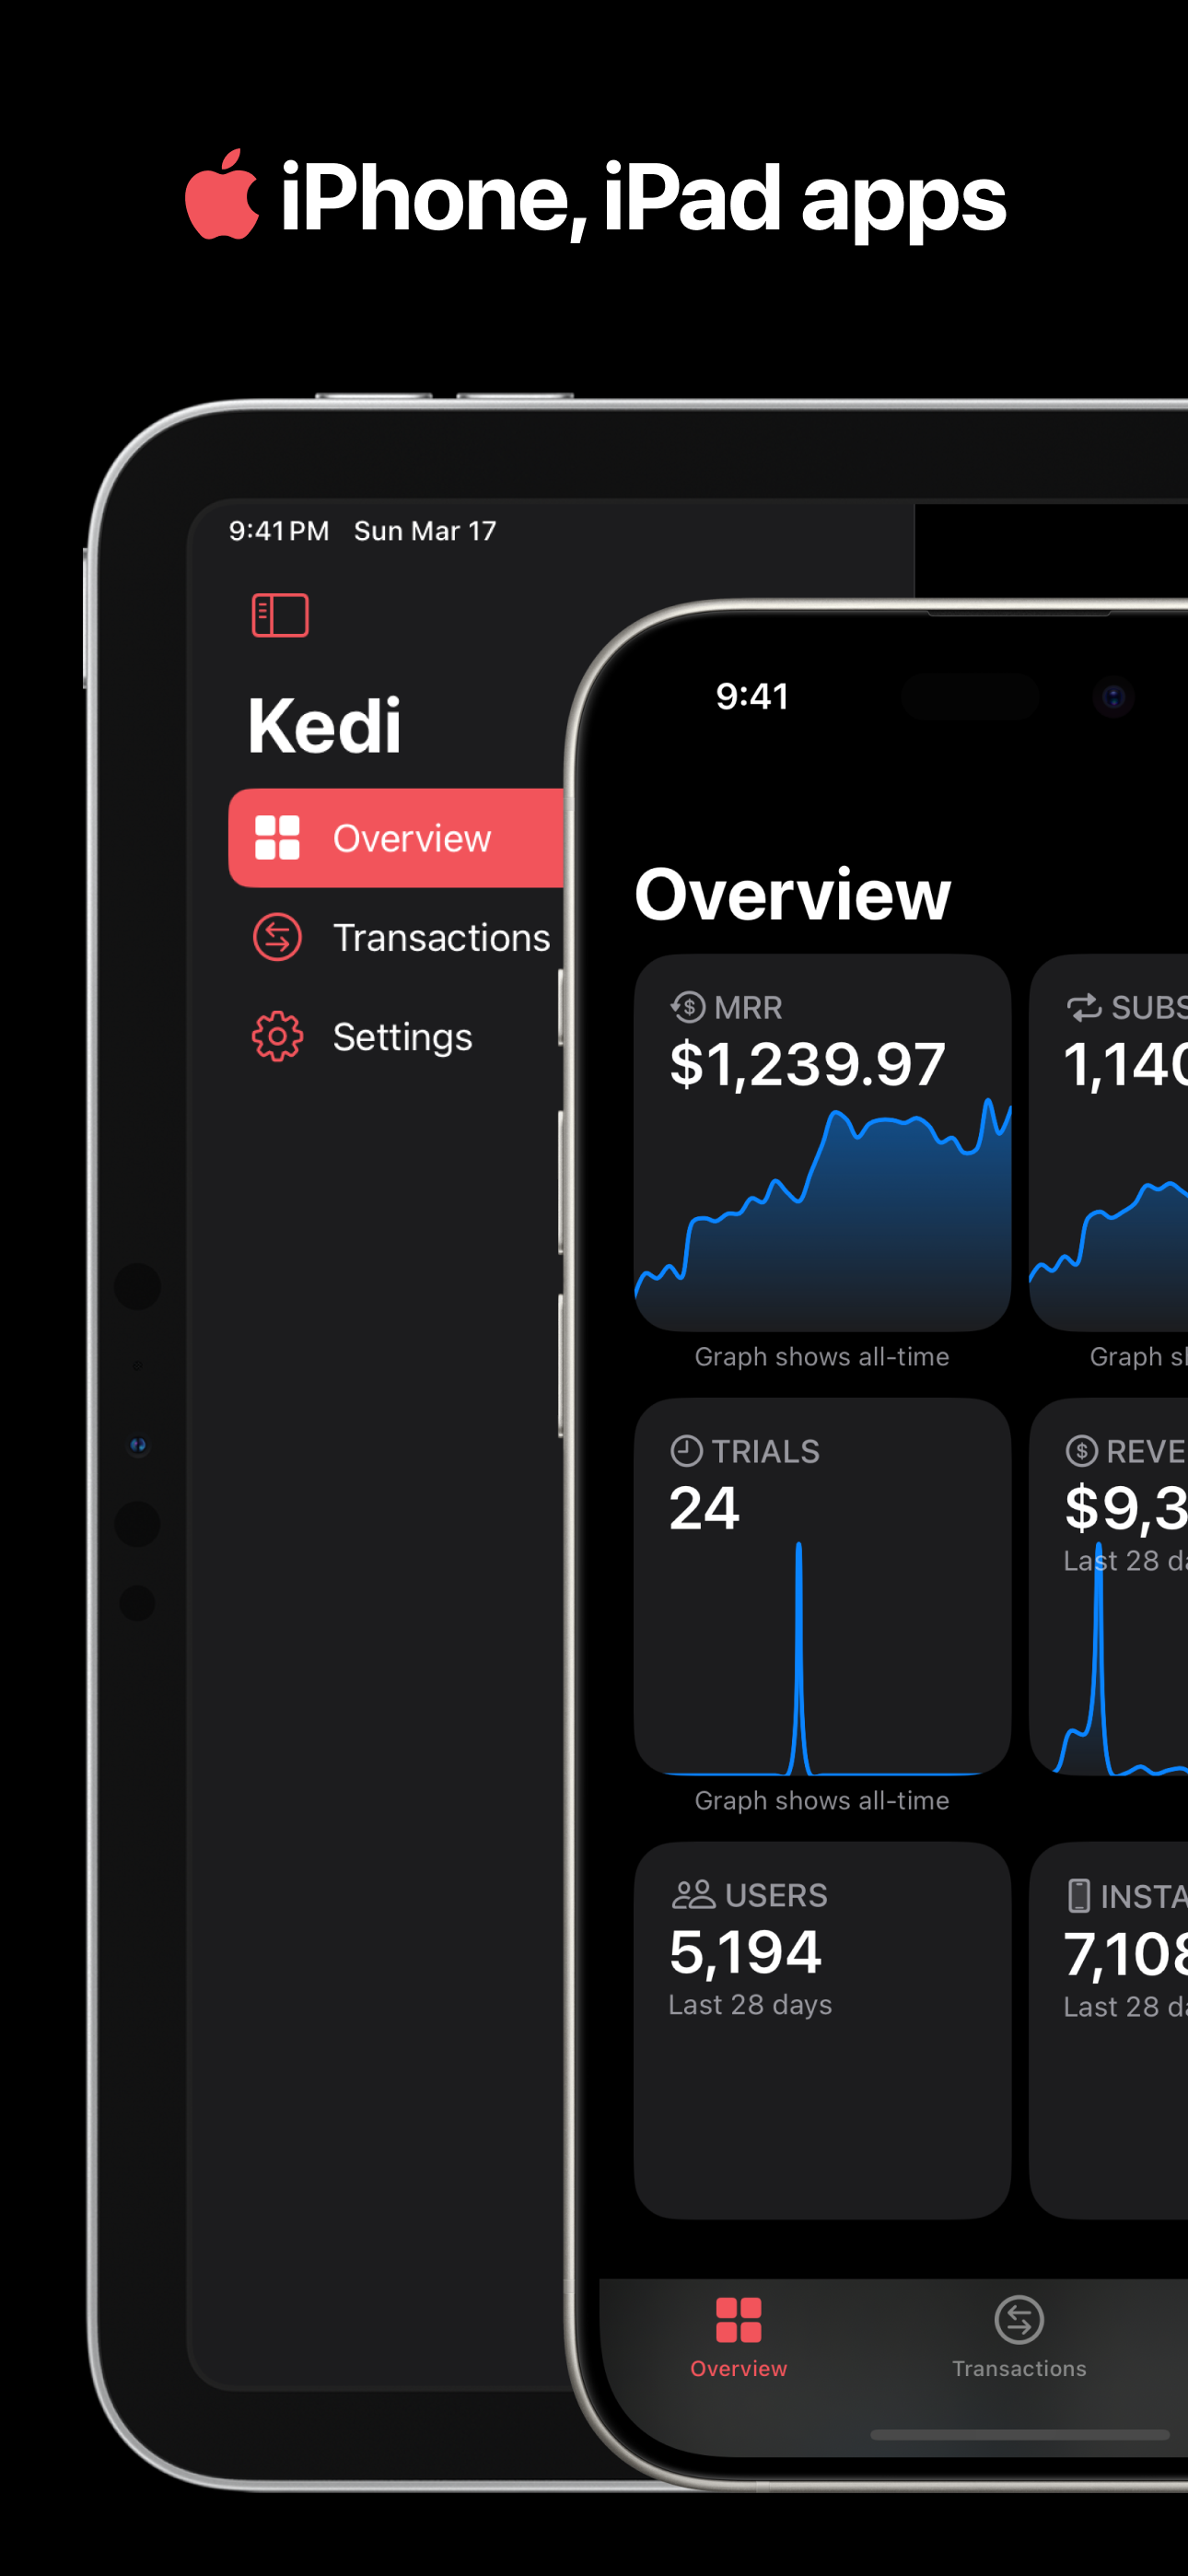 iPhone, iPad apps
9:41 PM Sun Mar 17
Kedi
Overview
Transactions
Settings
9:41
Overview
MRR
$1,239.97
Graph shows all-time
SUBS
1,140
Graph
TRIALS
24
Graph shows all-time
REVE
$9,3
Last 28
USERS
5,194
Last 28 days
INSTA
7,108
Last 28
Overview
Transactions